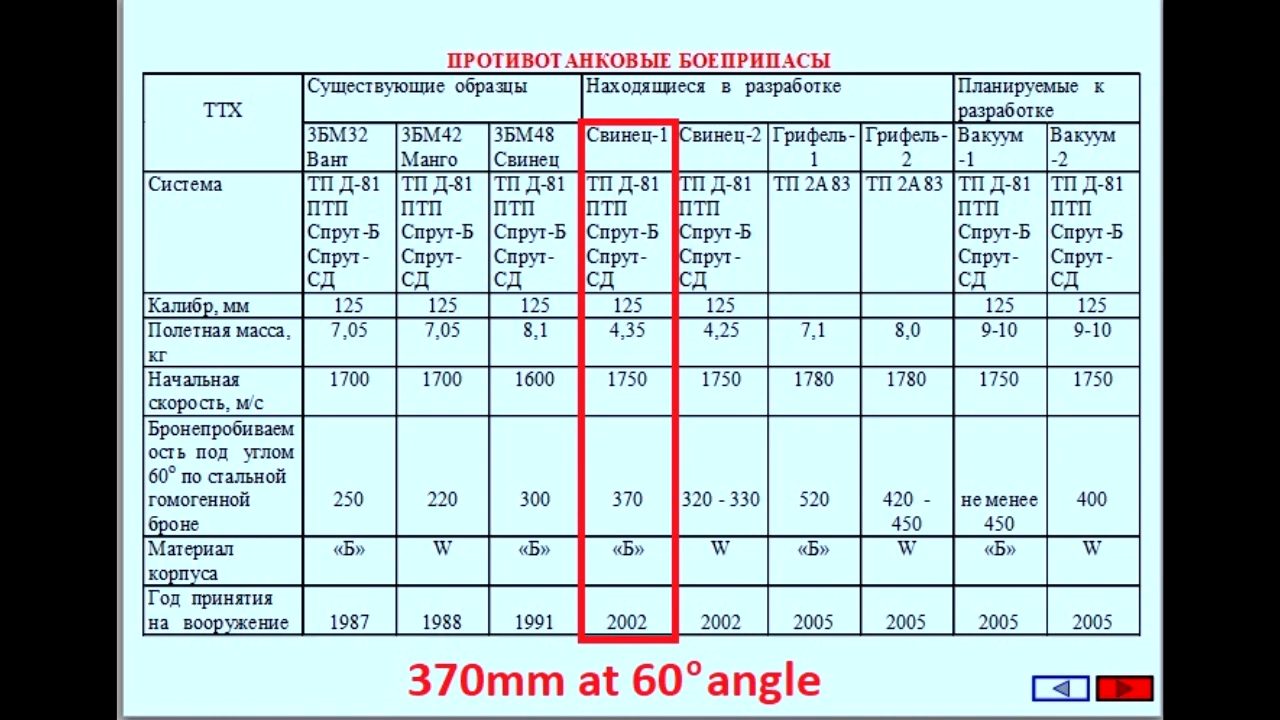 ПРОТИВОТАНКОВЫЕ БОЕПРИПАСЫ
ТТХ
Существующие образцы
Находящиеся в разработке
Планируемые к
разработке
3БМ32
Вант
3БМ42
Манго
3БМ48
Свинец
Свинец-1
Свинец-2
Грифель-
1
Грифель-
2
Вакуум
-1
Вакуум
-2
Система
ТП Д-81
ПТП
Спрут-Б
Спрут-
СД
ТП Д-81
ПТП
Спрут-Б
Спрут-
СД
ТП Д-81
ПТП
Спрут-Б
Спрут-
СД
ТП Д-81
ПТП
Спрут-Б
Спрут-
СД
ТП Д-81
ПТП
Спрут-Б
Спрут-
СД
ТП 2А83
ТП 2А83
ТП Д-81
ПТП
Спрут-Б
Спрут-
СД
ТП Д-81
ПТП
Спрут-Б
Спрут-
СД
Калибр, мм 125 125 125 125 125 125 125
Полетная масса,
кг
7,05 7,05 8,1 4,35 4,25 7,1 8,0 9-10 9-10
Начальная
скорость, м/с
1700 1700 1600 1750 1750 1780 1780 1750 1750
Бронепробиваем
ость под углом
60° по стальной
гомогенной
броне
250 220 300 370 320 - 330 520
420 -
450
не менее
450
400
Материал
корпуса
«Б» W «Б» «Б» W «Б» W «Б» W
Год принятия
на вооружение
1987 1988 1991 2002 2002 2005 2005 2005 2005
370mm at 60°angle